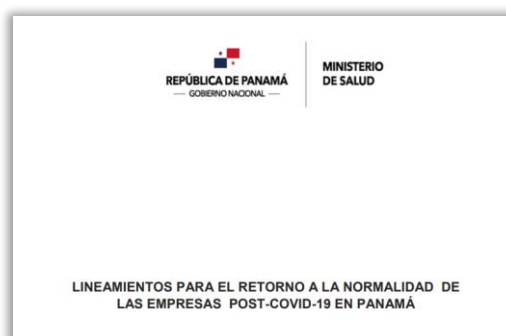 REPÚBLICA DE PANAMÁ
— GOBIERNO NACIONAL —
MINISTERIO
DE SALUD
LINEAMIENTOS PARA EL RETORNO A LA NORMALIDAD DE
LAS EMPRESAS POST-COVID-19 EN PANAMÁ